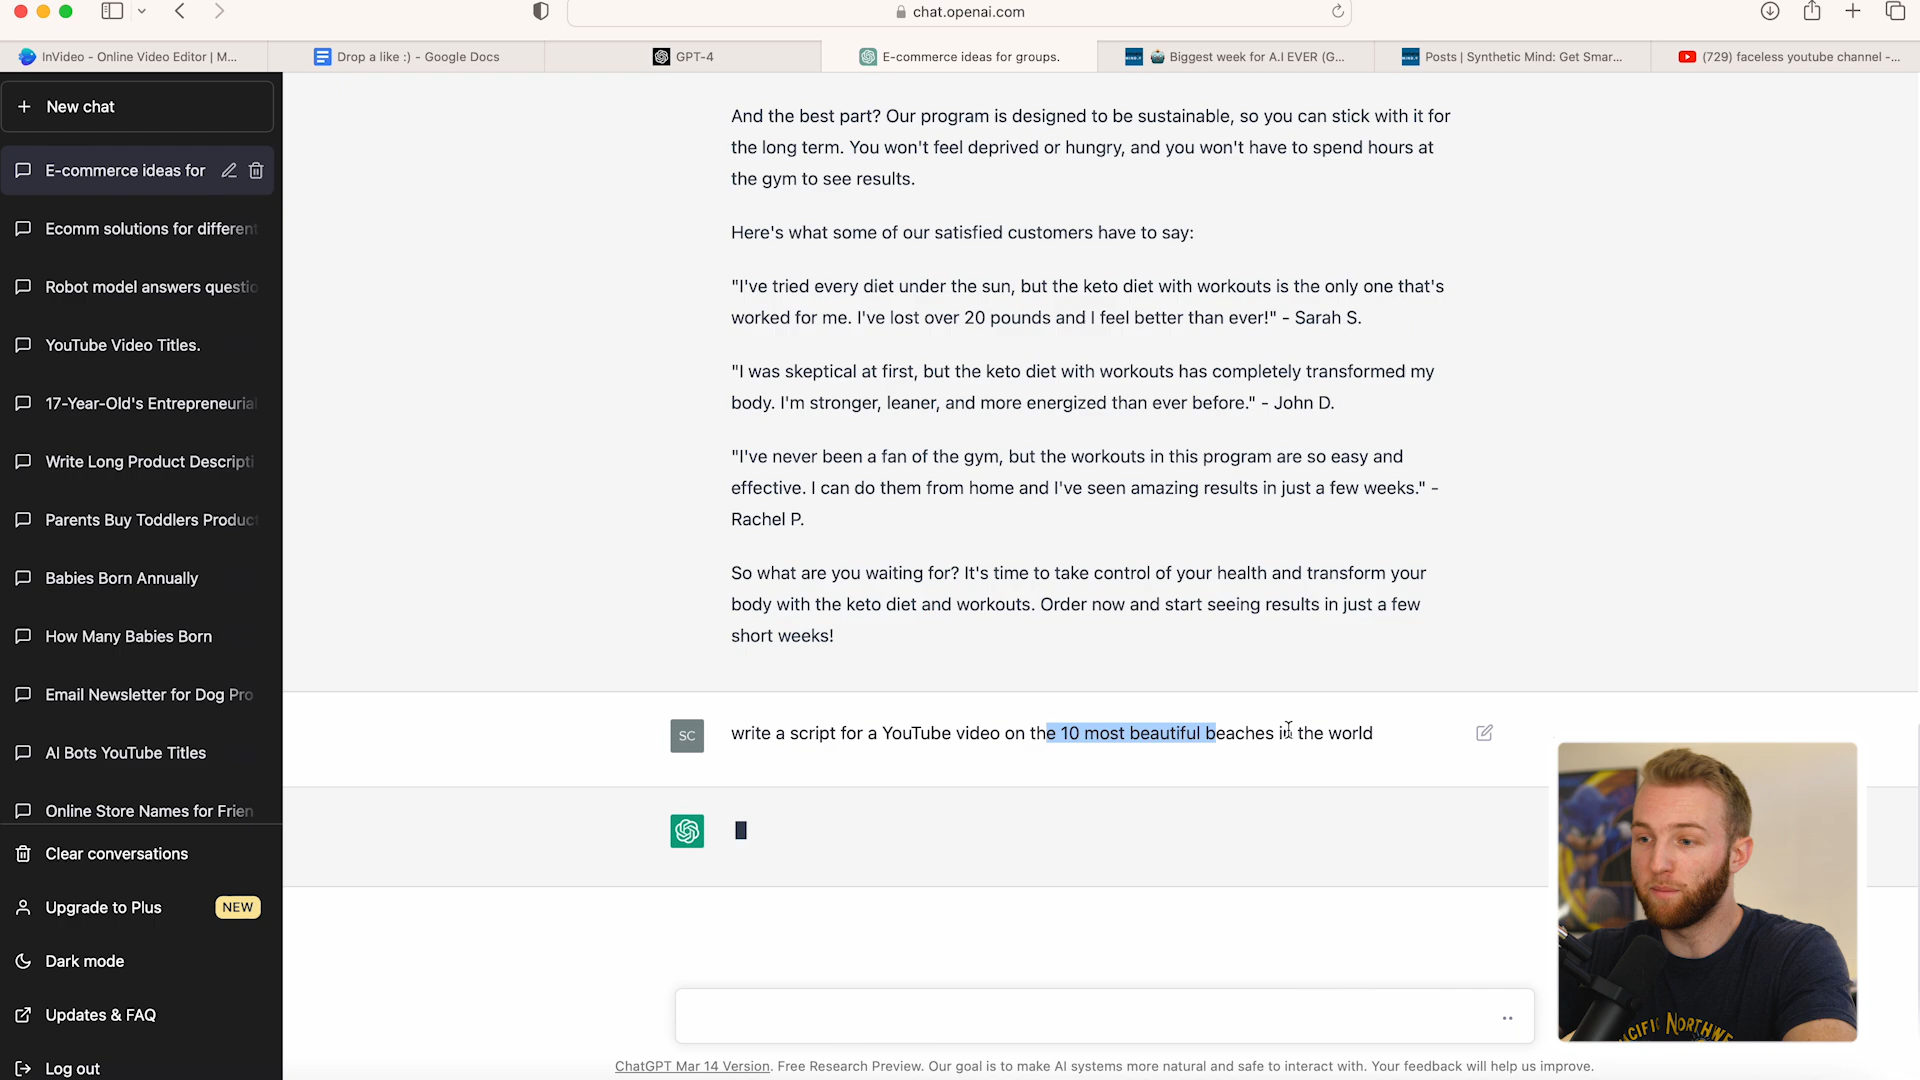 chat.openai.com
InVideo - Online Video Editor | M...
Drop a like :) - Google Docs
GPT-4
E-commerce ideas for groups.
Biggest week for A.I EVER (G...
Posts | Synthetic Mind: Get Smar...
(729) faceless youtube channel -...
New chat
E-commerce ideas for
Ecomm solutions for different
Robot model answers questio
YouTube Video Titles.
17-Year-Old's Entrepreneurial
Write Long Product Descripti
Parents Buy Toddlers Product
Babies Born Annually
How Many Babies Born
Email Newsletter for Dog Pro
AI Bots YouTube Titles
Online Store Names for Frien
Clear conversations
Upgrade to Plus NEW
Dark mode
Updates & FAQ
Log out
And the best part? Our program is designed to be sustainable, so you can stick with it for
the long term. You won't feel deprived or hungry, and you won't have to spend hours at
the gym to see results.
Here's what some of our satisfied customers have to say:
"I've tried every diet under the sun, but the keto diet with workouts is the only one that's
worked for me. I've lost over 20 pounds and I feel better than ever!" - Sarah S.
"I was skeptical at first, but the keto diet with workouts has completely transformed my
body. I'm stronger, leaner, and more energized than ever before." - John D.
"I've never been a fan of the gym, but the workouts in this program are so easy and
effective. I can do them from home and I've seen amazing results in just a few weeks." -
Rachel P.
So what are you waiting for? It's time to take control of your health and transform your
body with the keto diet and workouts. Order now and start seeing results in just a few
short weeks!
SC
write a script for a YouTube video on the 10 most beautiful beaches in the world
ChatGPT Mar 14 Version. Free Research Preview. Our goal is to make AI systems more natural and safe to interact with. Your feedback will help us improve.
CIFIC NORTHW